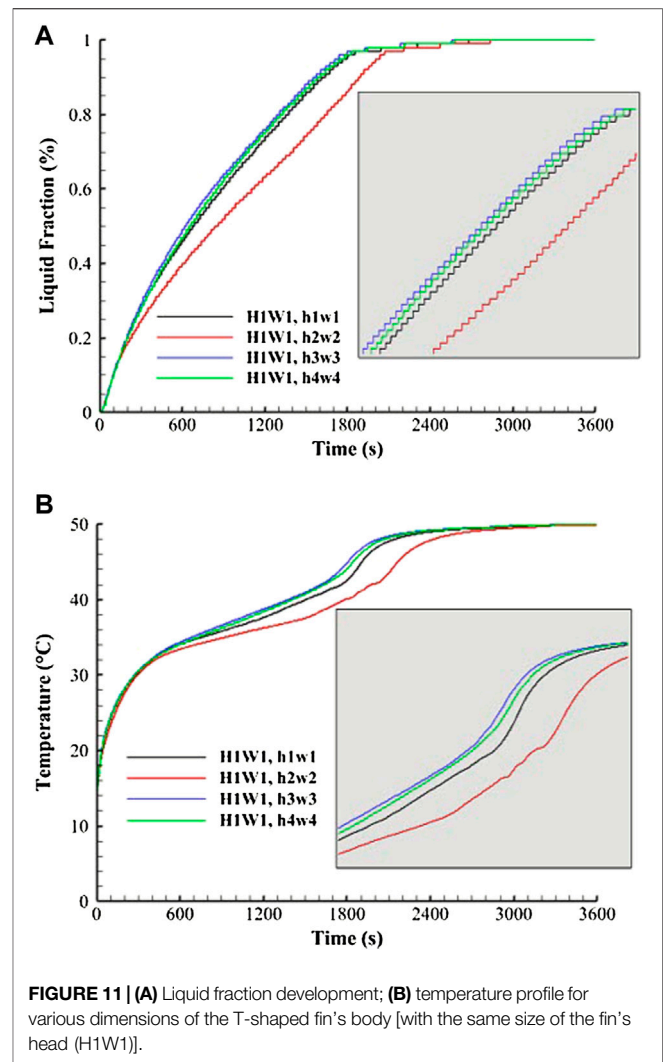 A
1
0.8
0.6
0.4
0.2
0
Liquid Fraction (%)
H1W1, h1w1
H1W1, h2w2
H1W1, h3w3
H1W1, h4w4
600 1200 1800 2400 3000 3600
Time (s)
B
50
40
30
20
10
0
Temperature (°C)
H1W1, h1w1
H1W1, h2w2
H1W1, h3w3
H1W1, h4w4
0 600 1200 1800 2400 3000 3600
Time (s)
FIGURE 11 | (A) Liquid fraction development; (B) temperature profile for
various dimensions of the T-shaped fin's body [with the same size of the fin's
head (H1W1)].